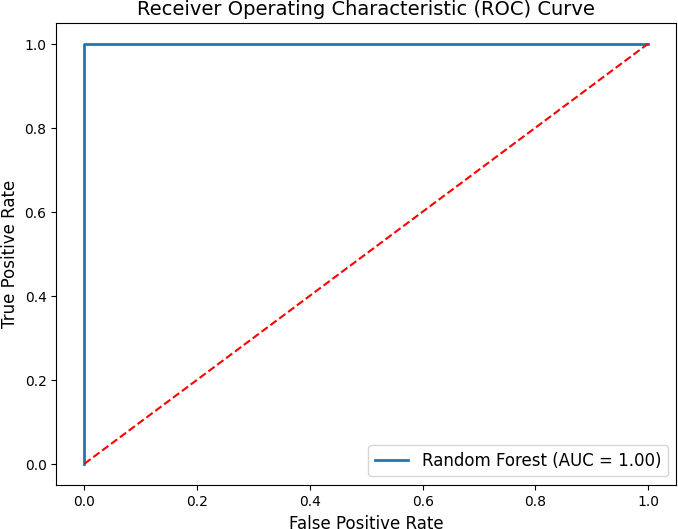 Receiver Operating Characteristic (ROC) Curve
True Positive Rate
1.0
0.8
0.6
0.4
0.2
0.0
Random Forest (AUC = 1.00)
0.0 0.2 0.4 0.6 0.8 1.0
False Positive Rate